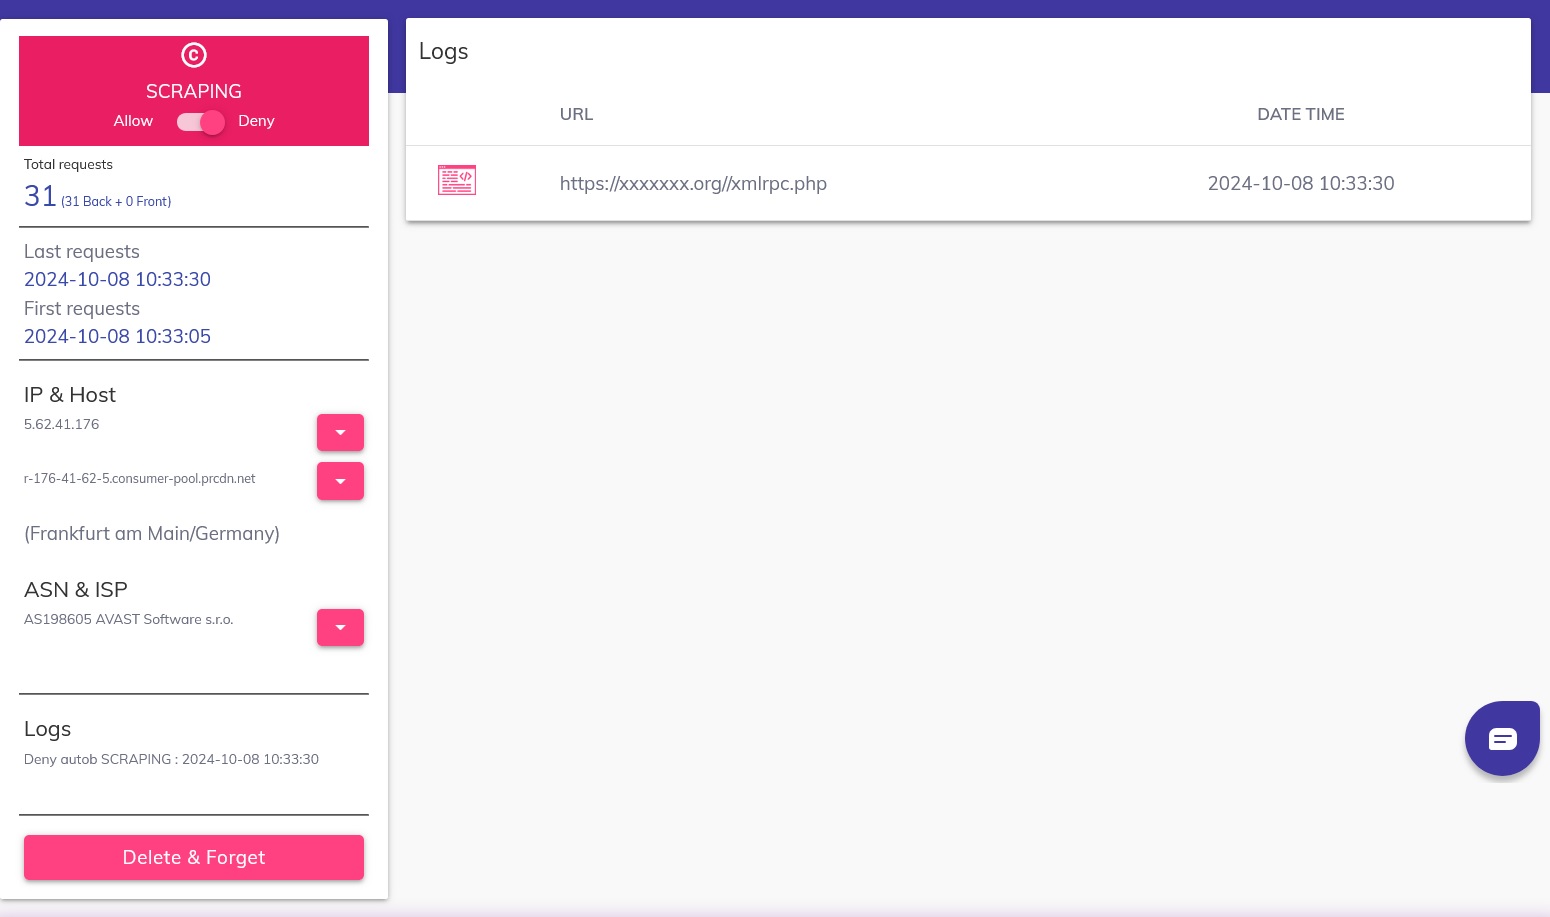 SCRAPING
Allow Deny
Total requests
31 (31 Back + 0 Front)
Last requests
2024-10-08 10:33:30
First requests
2024-10-08 10:33:05
IP & Host
5.62.41.176
r-176-41-62-5.consumer-pool.prcdn.net
(Frankfurt am Main/Germany)
ASN & ISP
AS198605 AVAST Software s.r.o.
Logs
Deny autob SCRAPING : 2024-10-08 10:33:30
Delete & Forget
Logs
URL DATE TIME
https://xxxxxxx.org//xmlrpc.php 2024-10-08 10:33:30